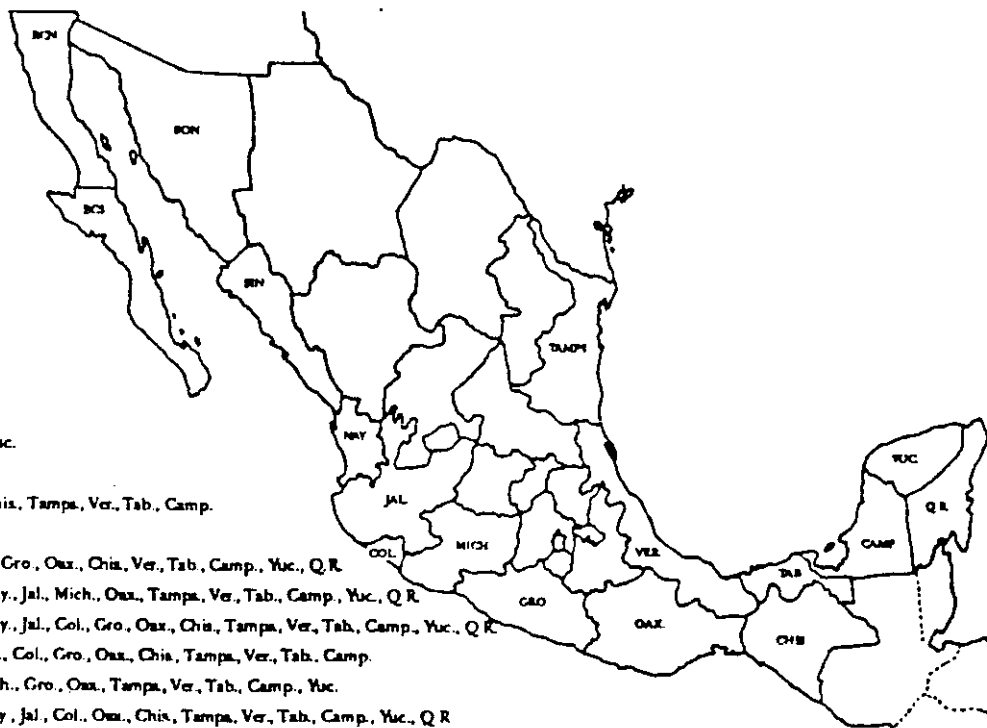 BCN
SON
BCS
SIN
TAMPS
NAY
YUC.
JAL.
Q R
his., Tamps., Ver., Tab., Camp.
CAMP
COL.
MICH
VER.
TAB
Gro., Oax., Chis., Ver., Tab., Camp., Yuc., Q R
y., Jal., Mich., Oax., Tamps., Ver., Tab., Camp., Yuc., Q R
GRO
OAX.
y., Jal., Col., Gro., Oax., Chis., Tamps., Ver., Tab., Camp., Yuc., Q R
CHIS
., Col., Gro., Oax., Chis., Tamps., Ver., Tab., Camp.
h., Gro., Oax., Tamps., Ver., Tab., Camp., Yuc.
y., Jal., Col., Oax., Chis., Tamps., Ver., Tab., Camp., Yuc., Q R